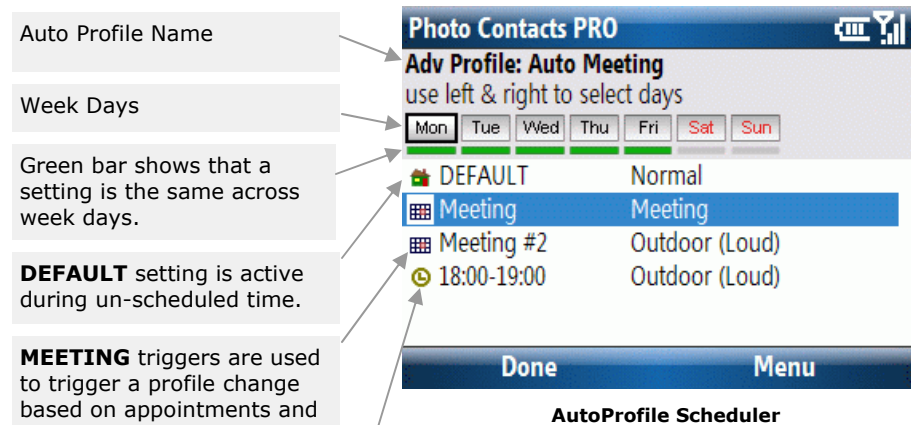 Auto Profile Name
Week Days
Green bar shows that a
setting is the same across
week days.
DEFAULT setting is active
during un-scheduled time.
MEETING triggers are used
to trigger a profile change
based on appointments and
Photo Contacts PRO
Adv Profile: Auto Meeting
use left & right to select days
Mon Tue Wed Thu Fri Sat Sun
DEFAULT Normal
Meeting Meeting
Meeting #2 Outdoor (Loud)
18:00-19:00 Outdoor (Loud)
Done Menu
AutoProfile Scheduler